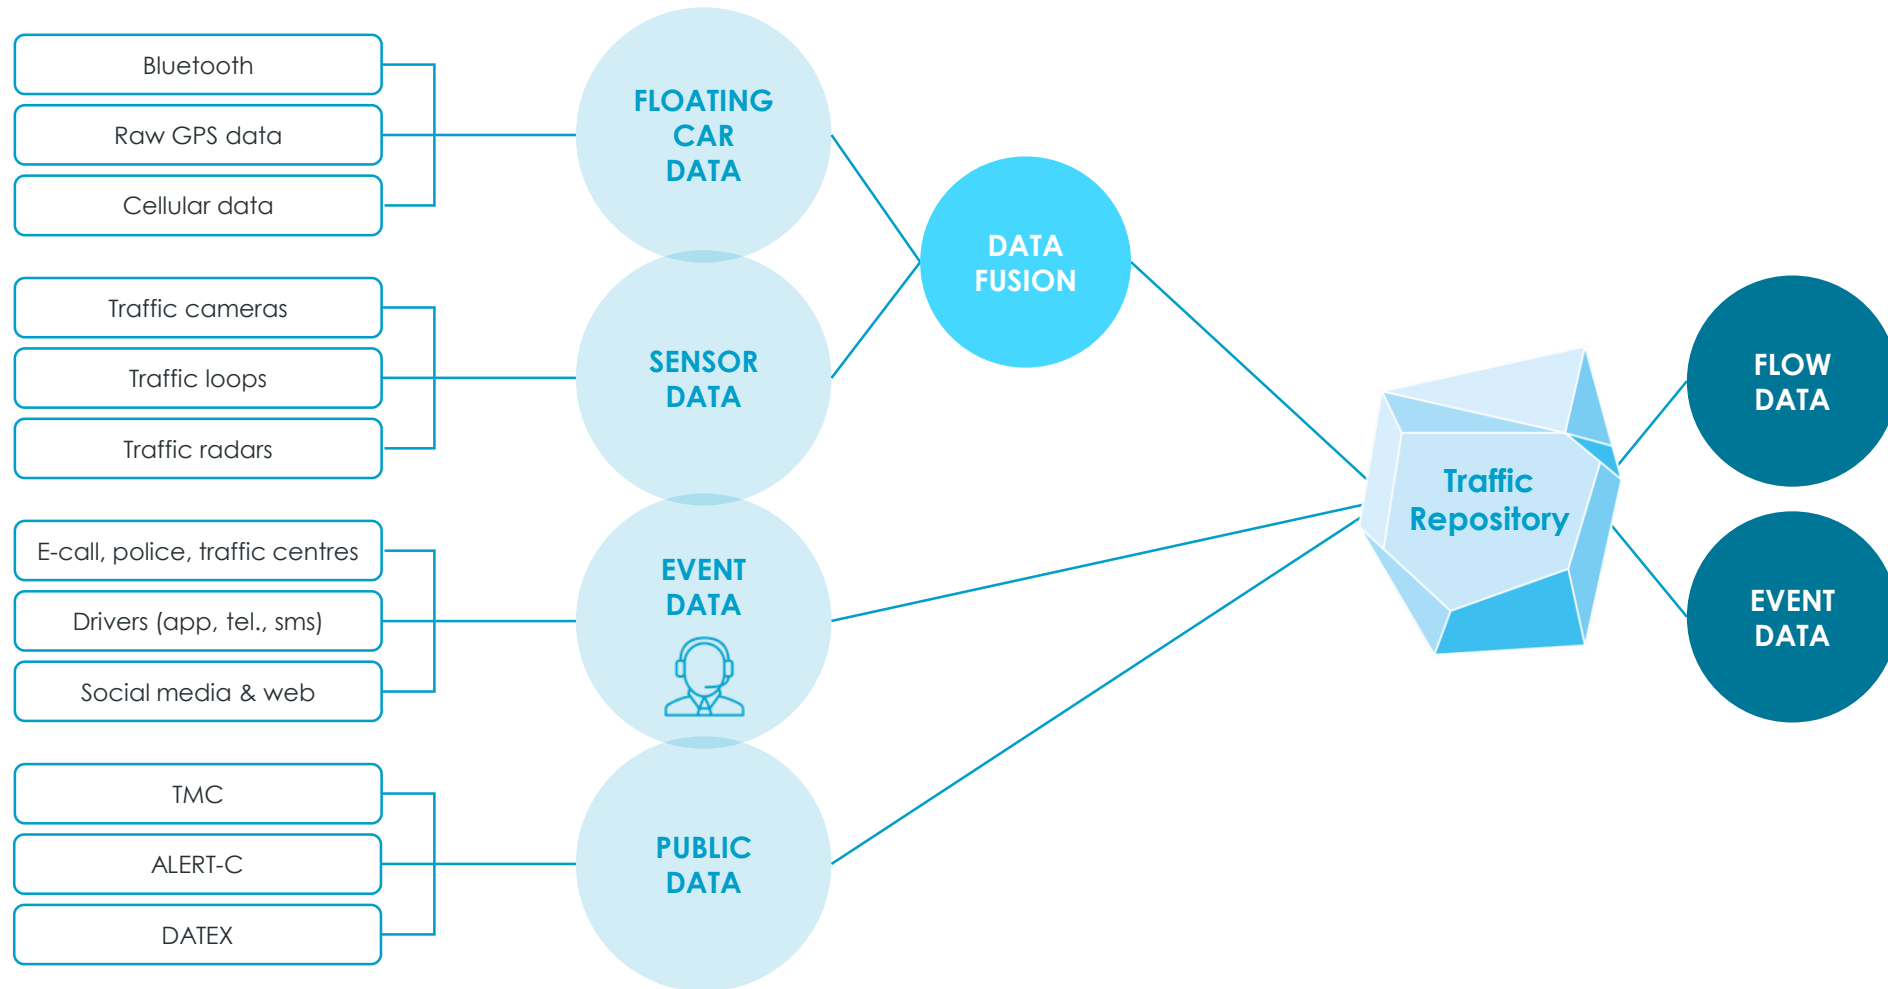 Bluetooth
Raw GPS data
Cellular data
FLOATING
CAR
DATA
Traffic cameras
Traffic loops
Traffic radars
SENSOR
DATA
E-call, police, traffic centres
Drivers (app, tel., sms)
Social media & web
EVENT
DATA
TMC
ALERT-C
DATEX
PUBLIC
DATA
DATA
FUSION
Traffic
Repository
FLOW
DATA
EVENT
DATA